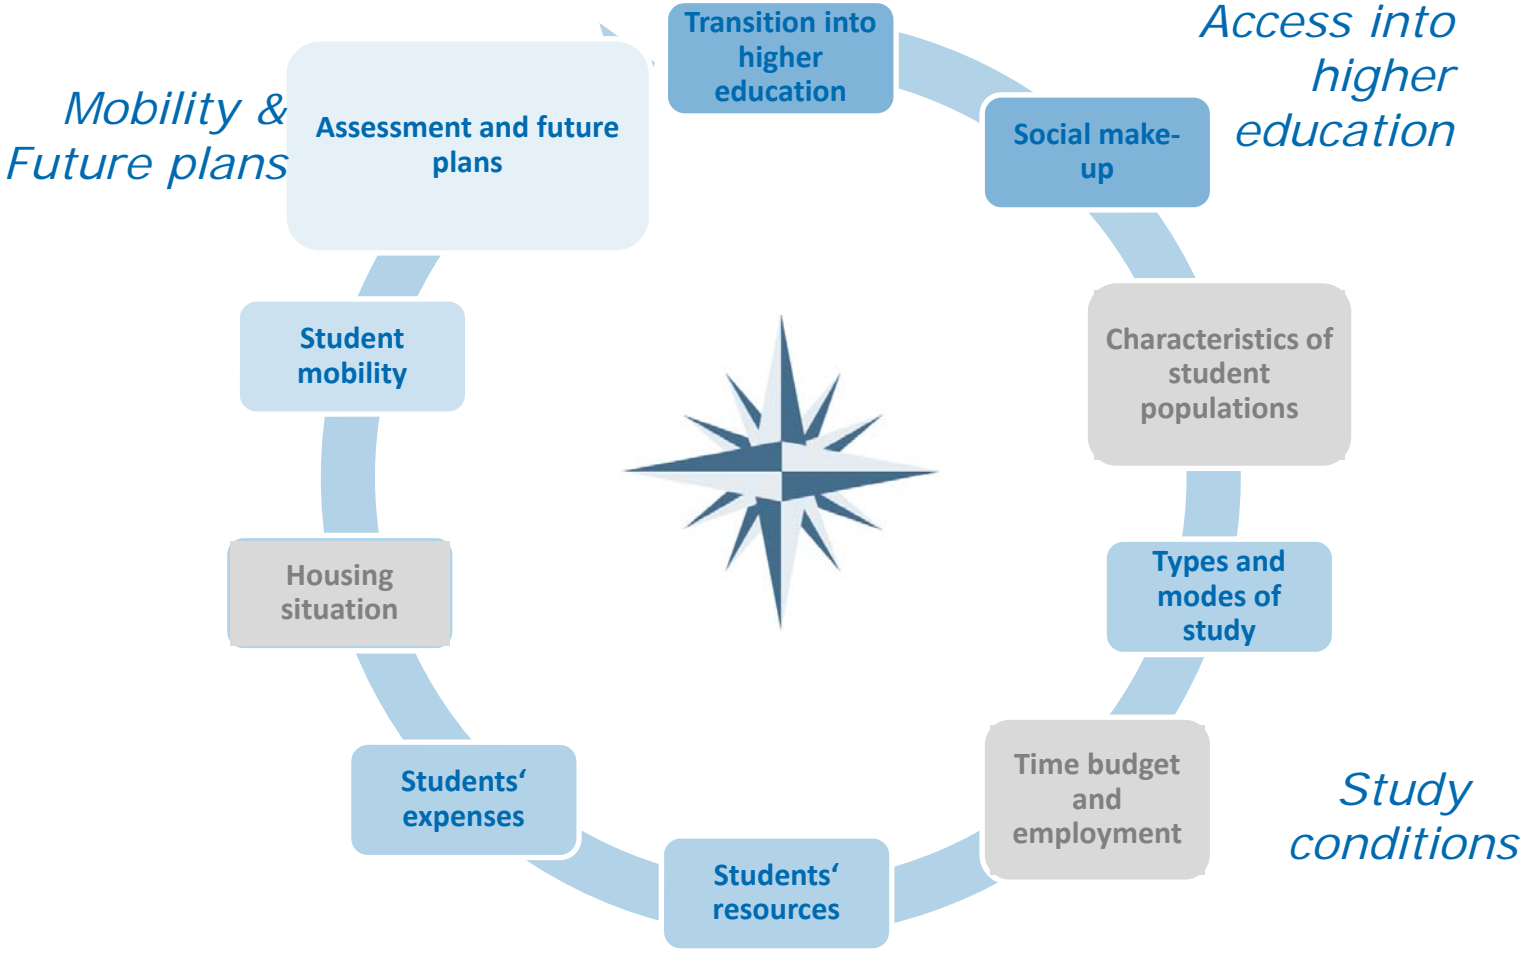 Transition into
higher
education
Access into
higher
education
Social make-
up
Characteristics of
student
populations
Types and
modes of
study
Time budget
and
employment
Study
conditions
Students‘
resources
Students‘
expenses
Housing
situation
Student
mobility
Assessment and future
plans
Mobility &
Future plans